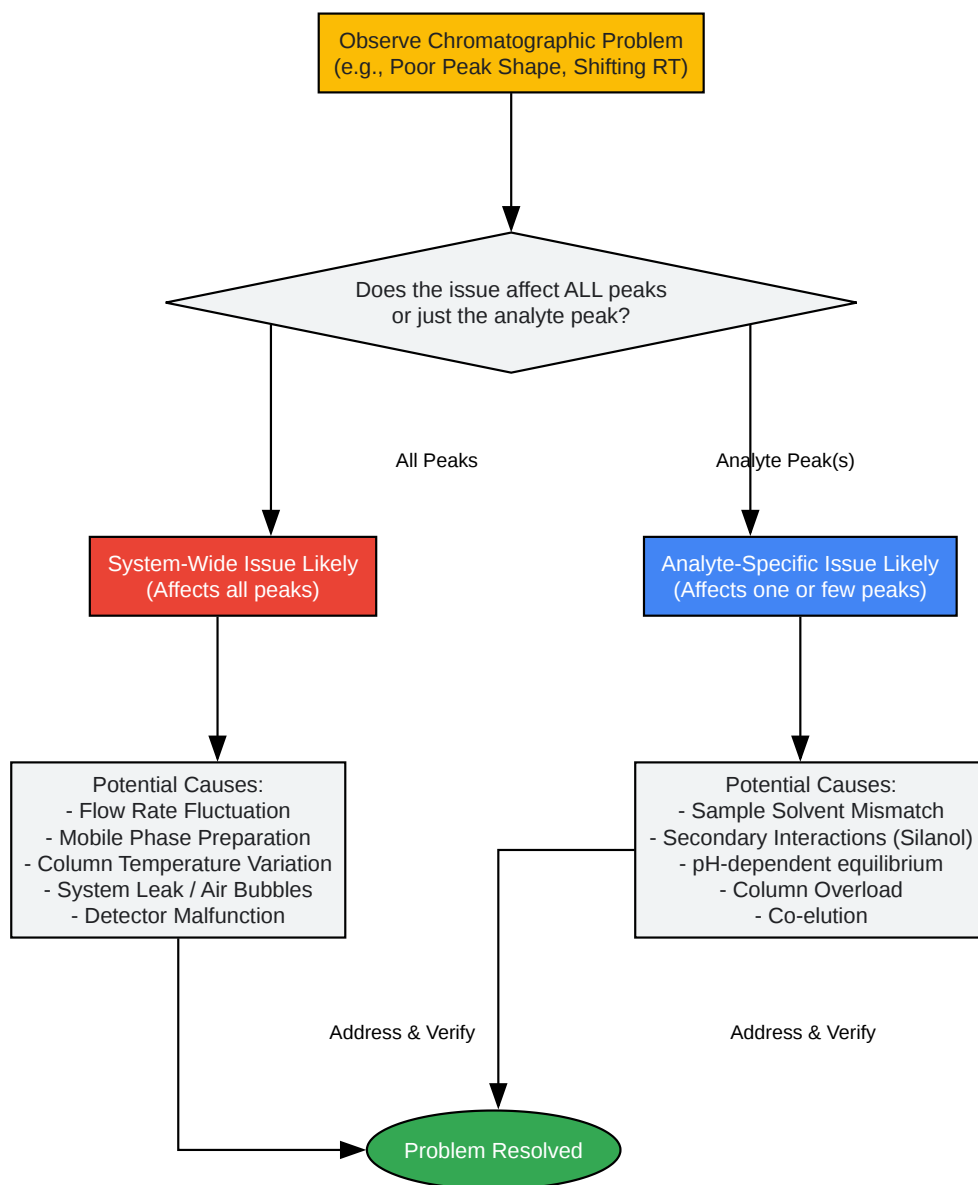 Observe Chromatographic Problem
(e.g., Poor Peak Shape, Shifting RT)
Does the issue affect ALL peaks
or just the analyte peak?
All Peaks
Analyte Peak(s)
System-Wide Issue Likely
(Affects all peaks)
Analyte-Specific Issue Likely
(Affects one or few peaks)
Potential Causes:
- Flow Rate Fluctuation
- Mobile Phase Preparation
- Column Temperature Variation
- System Leak / Air Bubbles
- Detector Malfunction
Potential Causes:
- Sample Solvent Mismatch
- Secondary Interactions (Silanol)
- pH-dependent equilibrium
- Column Overload
- Co-elution
Address & Verify
Address & Verify
Problem Resolved